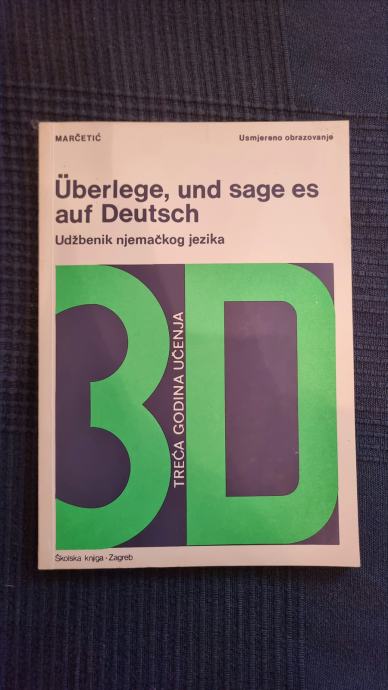 MARČETIĆ
Usmjereno obrazovanje
Überlege, und sage es
auf Deutsch
Udžbenik njemačkog jezika
3D
TREĆA GODINA UČENJA
Školska knjiga · Zagreb